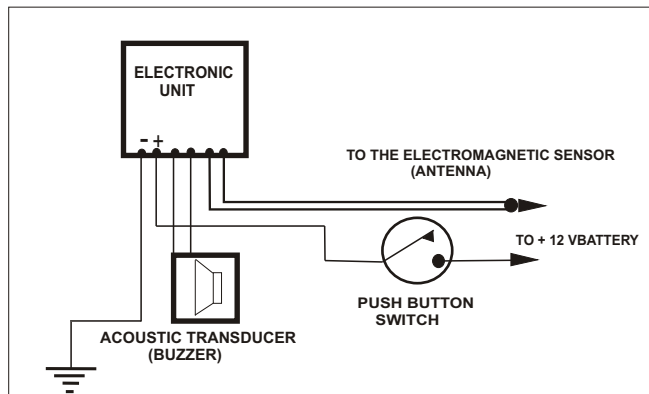 ELECTRONIC
UNIT
- +
TO THE ELECTROMAGNETIC SENSOR
(ANTENNA)
TO + 12 VBATTERY
PUSH BUTTON
SWITCH
ACOUSTIC TRANSDUCER
(BUZZER)